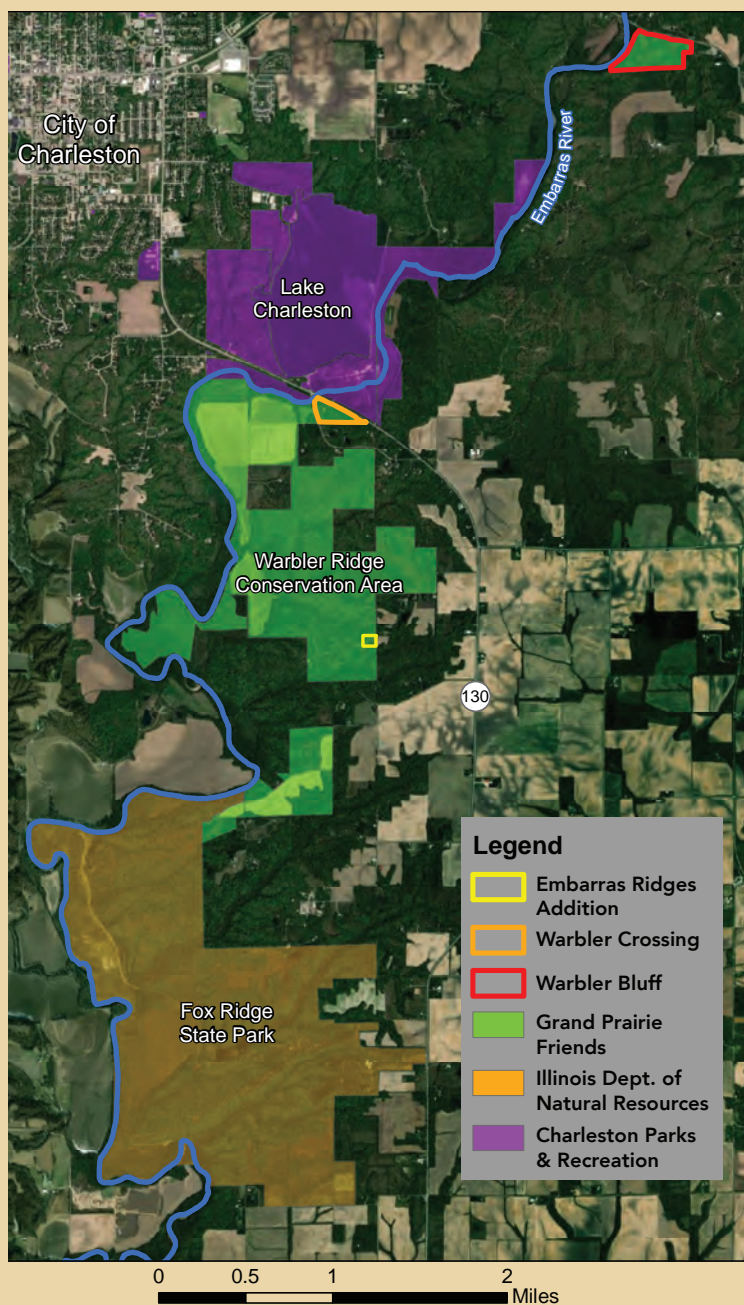 City of
Charleston
Embarras River
Lake
Charleston
Warbler Ridge
Conservation Area
130
Fox Ridge
State Park
Legend
Embarras Ridges
Addition
Warbler Crossing
Warbler Bluff
Grand Prairie
Friends
Illinois Dept. of
Natural Resources
Charleston Parks
& Recreation
0 0.5 1 2
Miles